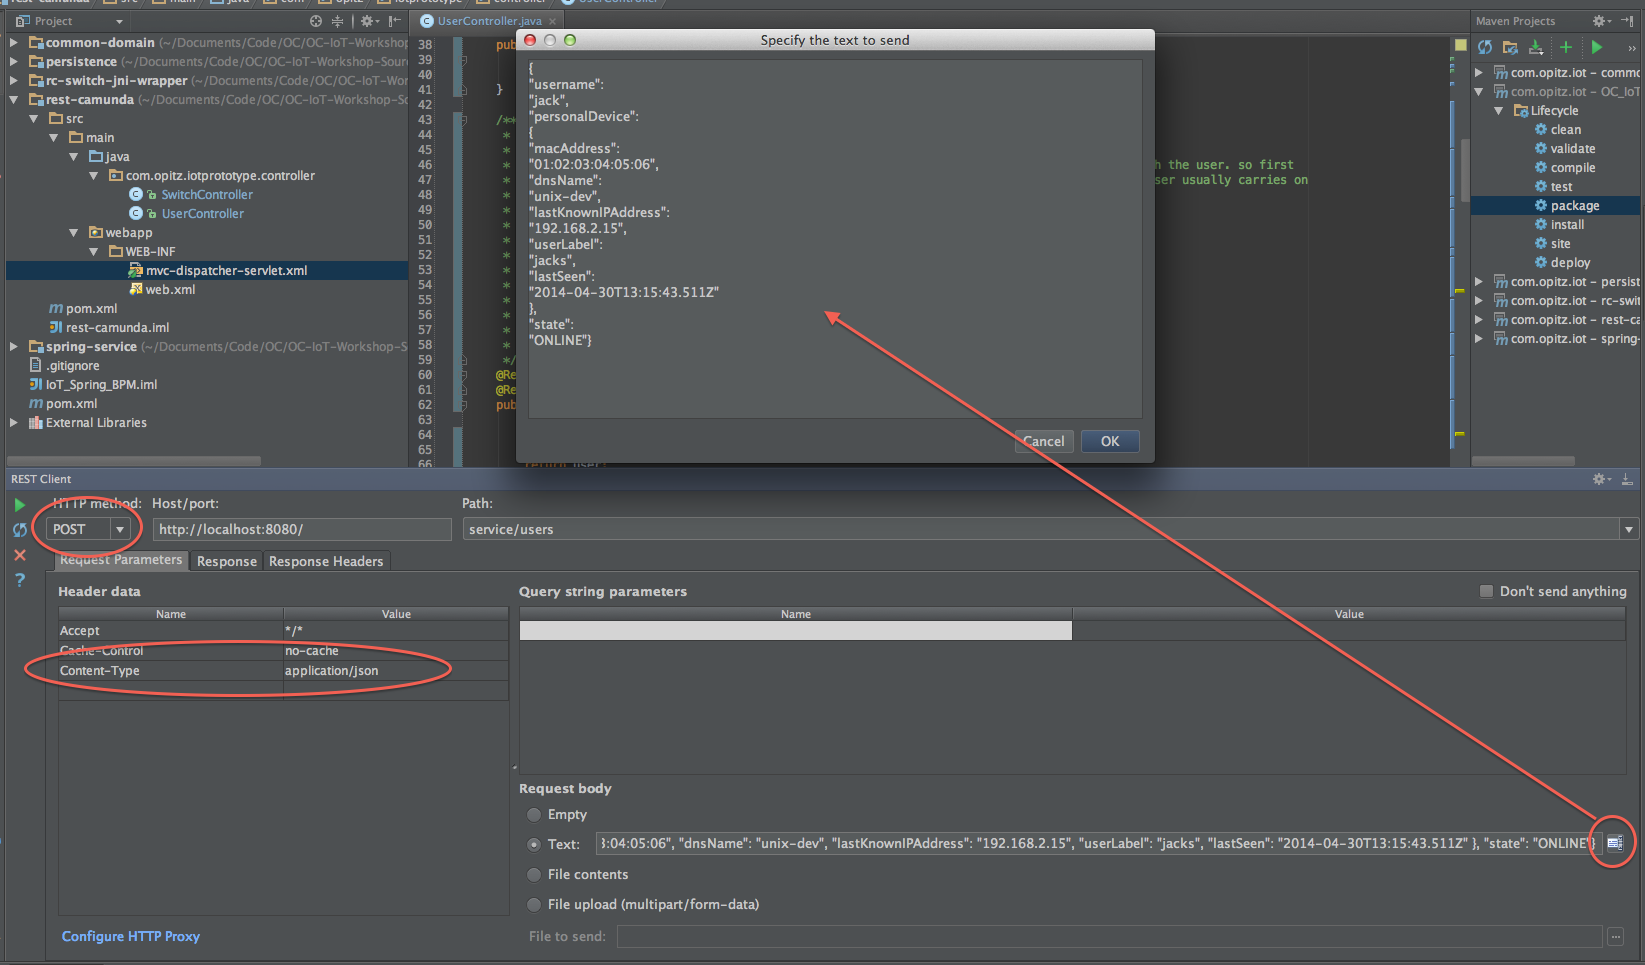 Project
UserController.java
Maven Projects
common-domain (~/Documents/Code/OC/OC-IoT-Workshop
persistence (~/Documents/Code/OC/OC-IoT-Workshop-Sour
rc-switch-jni-wrapper (~/Documents/Code/OC/OC-IoT
rest-camunda (~/Documents/Code/OC/OC-IoT-Workshop-So
src
main
java
com.opitz.iotprototype.controller
SwitchController
UserController
webapp
WEB-INF
mvc-dispatcher-servlet.xml
web.xml
pom.xml
rest-camunda.iml
spring-service (~/Documents/Code/OC/OC-IoT-Workshop-S
.gitignore
IoT_Spring_BPM.iml
pom.xml
External Libraries
38 pu
39
40
41 }
42
43 /**
44 *
45 *
46 * h the user. so first
47 * ser usually carries on
48 *
49 *
50 *
51 *
52 *
53 *
54 *
55 *
56 *
57 *
58 *
59 */
60 @Re
61 @Re
62 pub
63
64
65
66 return user;
Specify the text to send
{
"username":
"jack",
"personalDevice":
{
"macAddress":
"01:02:03:04:05:06",
"dnsName":
"unix-dev",
"lastKnownIPAddress":
"192.168.2.15",
"userLabel":
"jacks",
"lastSeen":
"2014-04-30T13:15:43.511Z"
},
"state":
"ONLINE"}
Cancel OK
com.opitz.iot - commo
com.opitz.iot - OC_IoT
Lifecycle
clean
validate
compile
test
package
install
site
deploy
com.opitz.iot - persist
com.opitz.iot - rc-swit
com.opitz.iot - rest-ca
com.opitz.iot - spring-
REST Client
HTTP method: Host/port: Path:
POST http://localhost:8080/ service/users
Request Parameters Response Response Headers
Header data
Name Value
Accept */*
Cache-Control no-cache
Content-Type application/json
Configure HTTP Proxy
Query string parameters Don't send anything
Name Value
Request body
Empty
Text: }:04:05:06", "dnsName": "unix-dev", "lastKnownIPAddress": "192.168.2.15", "userLabel": "jacks", "lastSeen": "2014-04-30T13:15:43.511Z" }, "state": "ONLINE"}
File contents
File upload (multipart/form-data)
File to send: